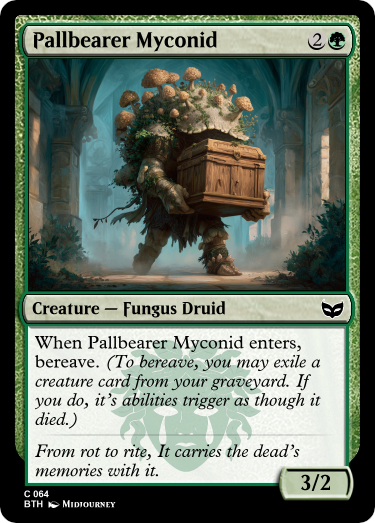 Pallbearer Myconid 2
Creature — Fungus Druid
When Pallbearer Myconid enters,
bereave. (To bereave, you may exile a
creature card from your graveyard. If
you do, it's abilities trigger as though it
died.)
From rot to rite, It carries the dead's
memories with it.
3/2
C 064
BTH Midjourney